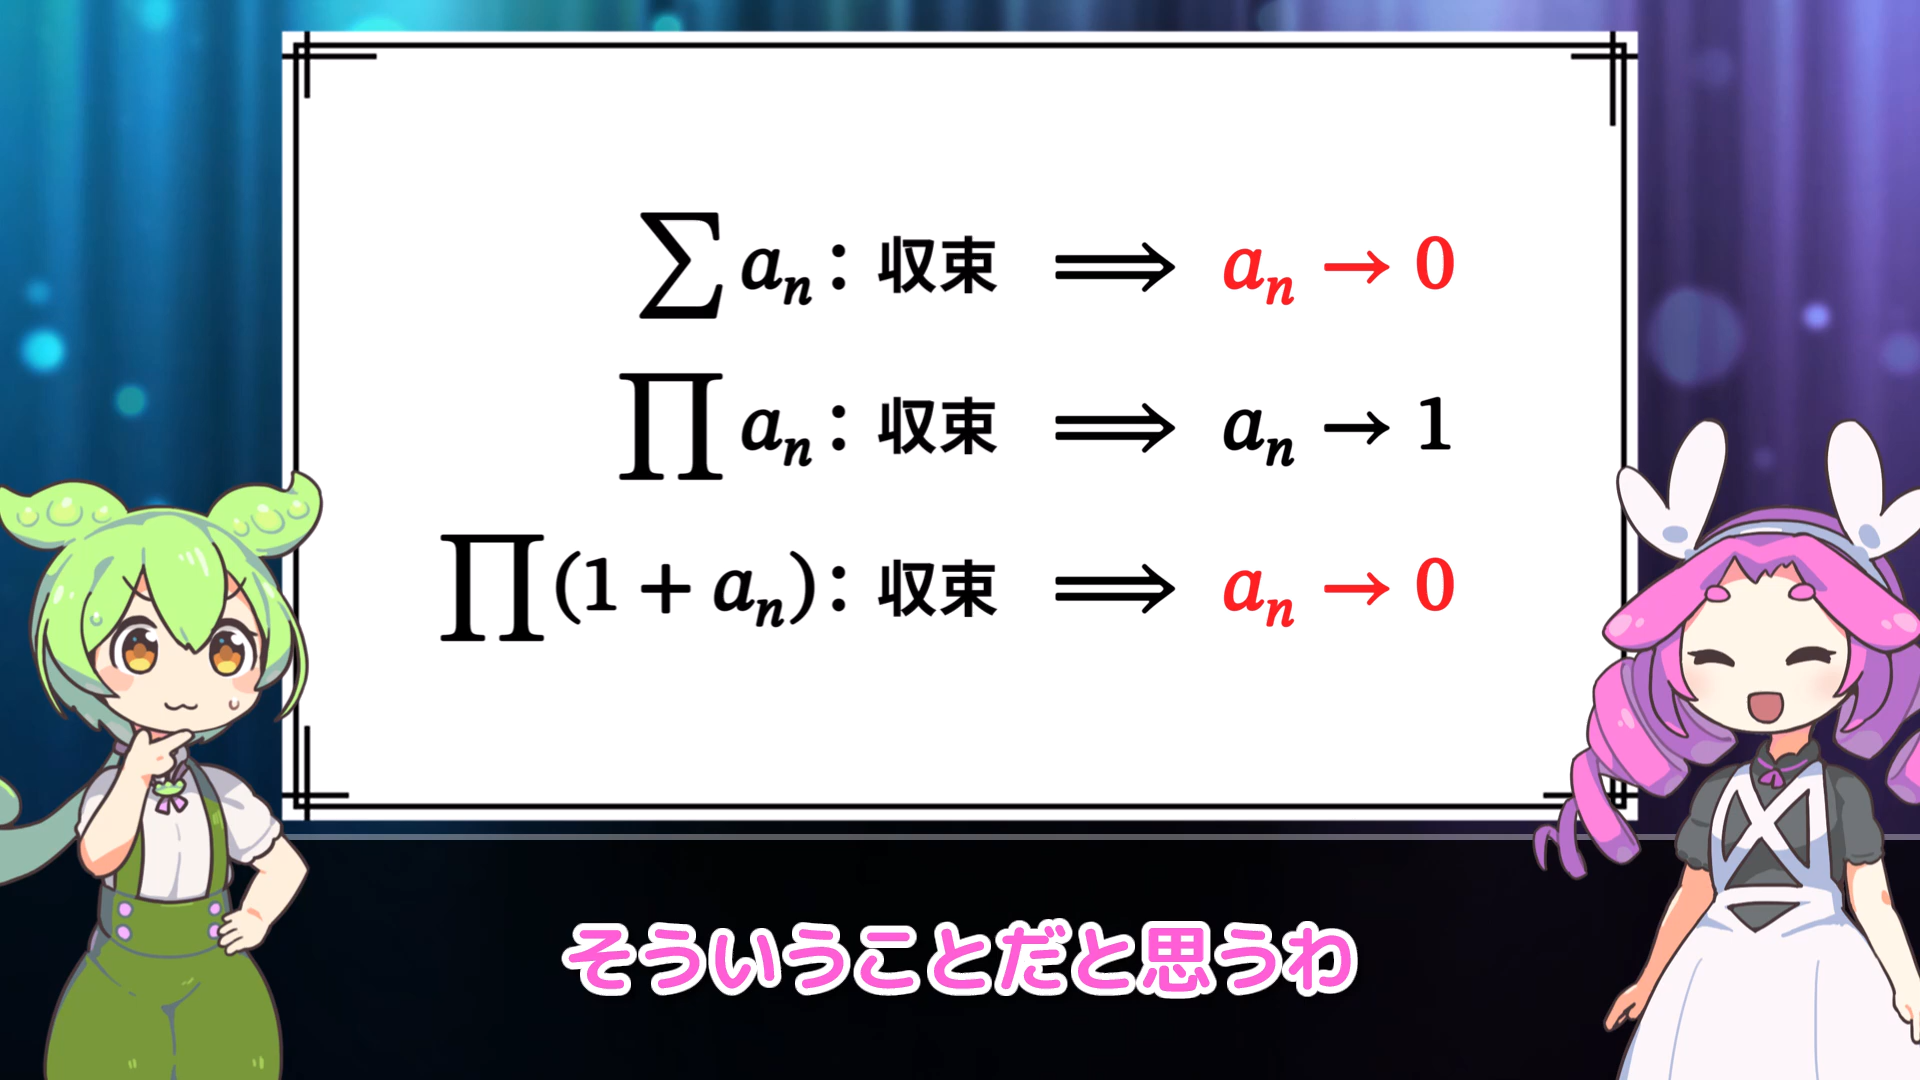 ∑ aₙ : 収束 ⟹ aₙ → 0
∏ aₙ : 収束 ⟹ aₙ → 1
∏(1 + aₙ) : 収束 ⟹ aₙ → 0
そういうことだと思うわ